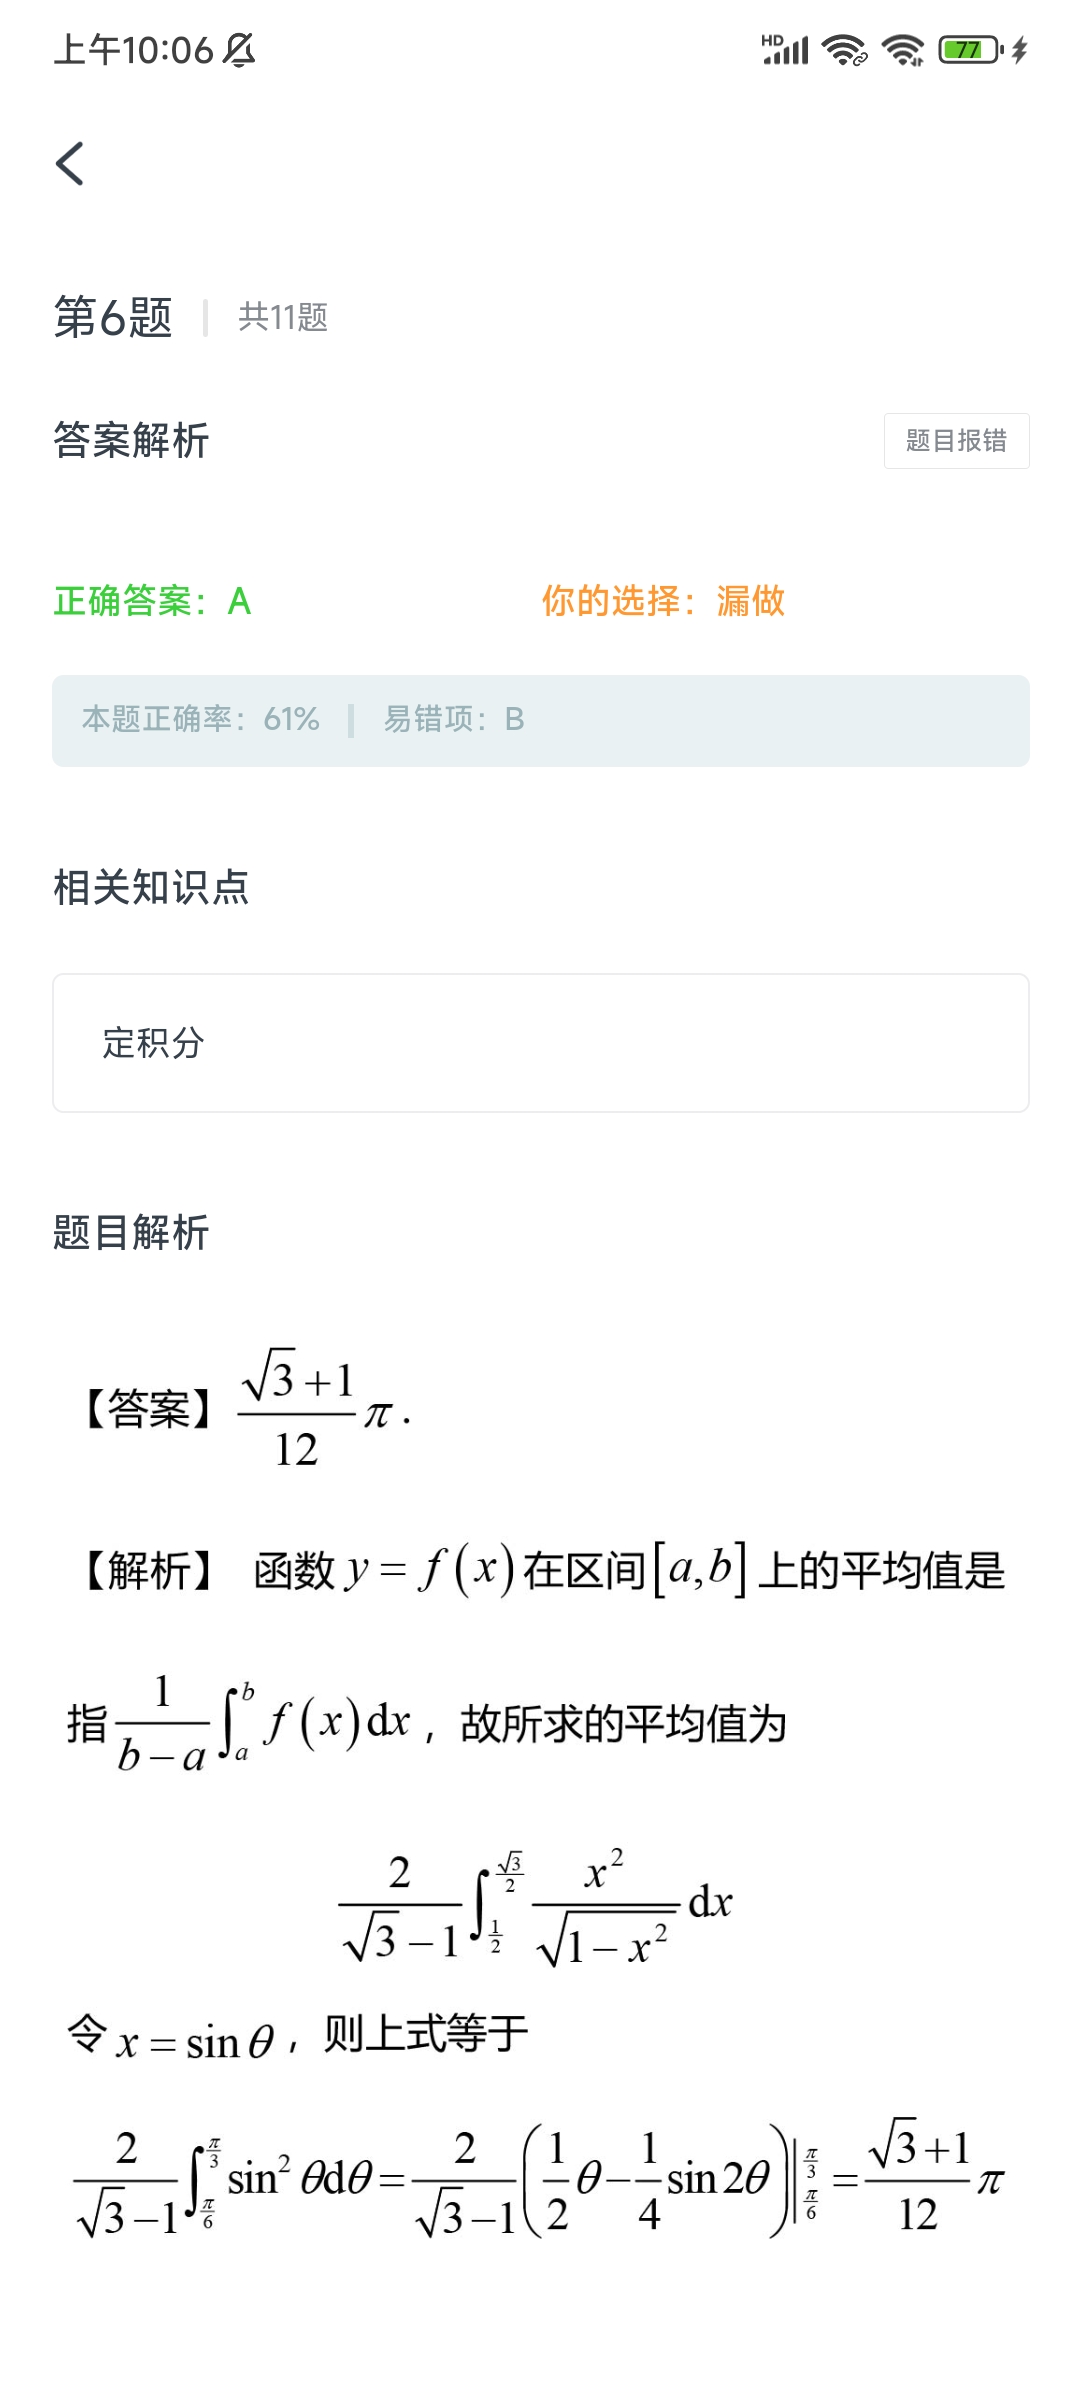 上午10:06 HD 77
第6题 共11题
答案解析 题目报错
正确答案：A 你的选择：漏做
本题正确率：61% 易错项：B
相关知识点
定积分
题目解析
【答案】 $\frac{\sqrt{3}+1}{12}\pi$ .
【解析】 函数 $y=f(x)$ 在区间 $[a,b]$ 上的平均值是
指 $\frac{1}{b-a}\int_{a}^{b}f(x)\mathrm{d}x$ ，故所求的平均值为
$\frac{2}{\sqrt{3}-1}\int_{\frac{1}{2}}^{\frac{\sqrt{3}}{2}}\frac{x^{2}}{\sqrt{1-x^{2}}}\mathrm{d}x$
令 $x=\sin\theta$ ，则上式等于
$\frac{2}{\sqrt{3}-1}\int_{\frac{\pi}{6}}^{\frac{\pi}{3}}\sin^{2}\theta\mathrm{d}\theta=\frac{2}{\sqrt{3}-1}\left(\frac{1}{2}\theta-\frac{1}{4}\sin 2\theta\right)\Big|_{\frac{\pi}{6}}^{\frac{\pi}{3}}=\frac{\sqrt{3}+1}{12}\pi$